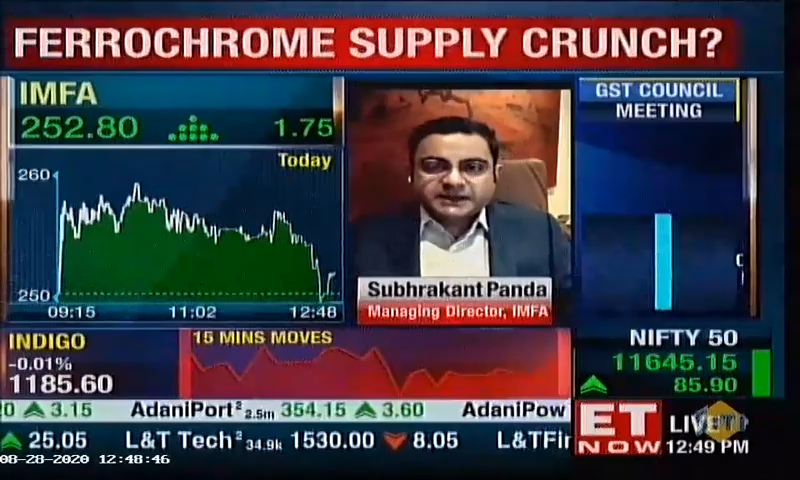 FERROCHROME SUPPLY CRUNCH?
IMFA
252.80 1.75
Today
260
250
09:15 11:02 12:48
Subhrakant Panda
Managing Director, IMFA
GST COUNCIL
MEETING
INDIGO
-0.01%
1185.60
15 MINS MOVES
NIFTY 50
11645.15
85.90
20 3.15 AdaniPort² 2.5m 354.15 3.60 AdaniPow
25.05 L&T Tech² 34.9k 1530.00 8.05 L&TFin
ET
NOW
LIVE
12:49 PM
08-28-2020 12:48:46